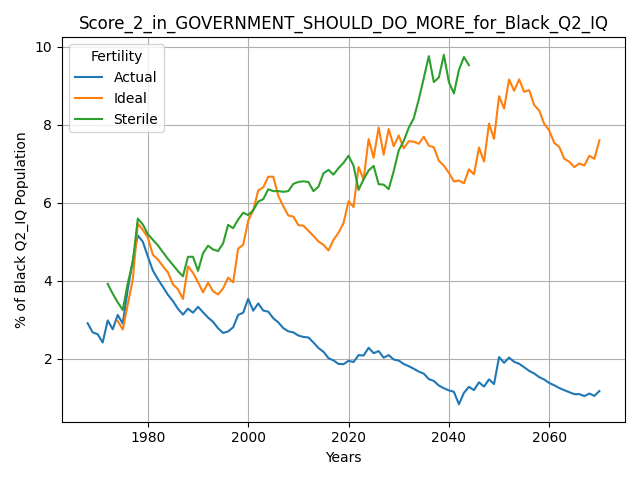 Score_2_in_GOVERNMENT_SHOULD_DO_MORE_for_Black_Q2_IQ
Fertility
Actual
Ideal
Sterile
% of Black Q2_IQ Population
10
8
6
4
2
1980 2000 2020 2040 2060
Years